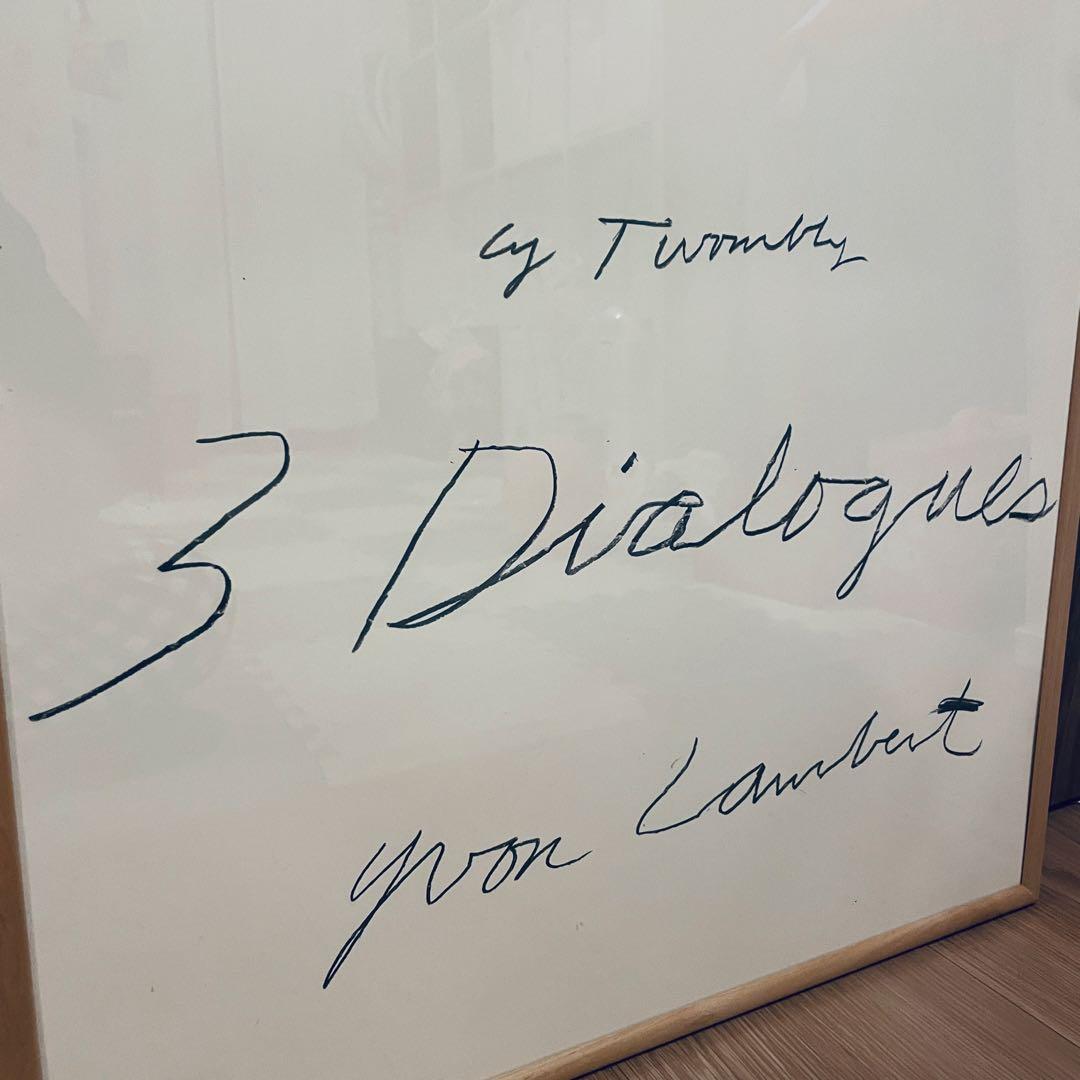 Cy Twombly
3 Dialogues
Yvon Lambert